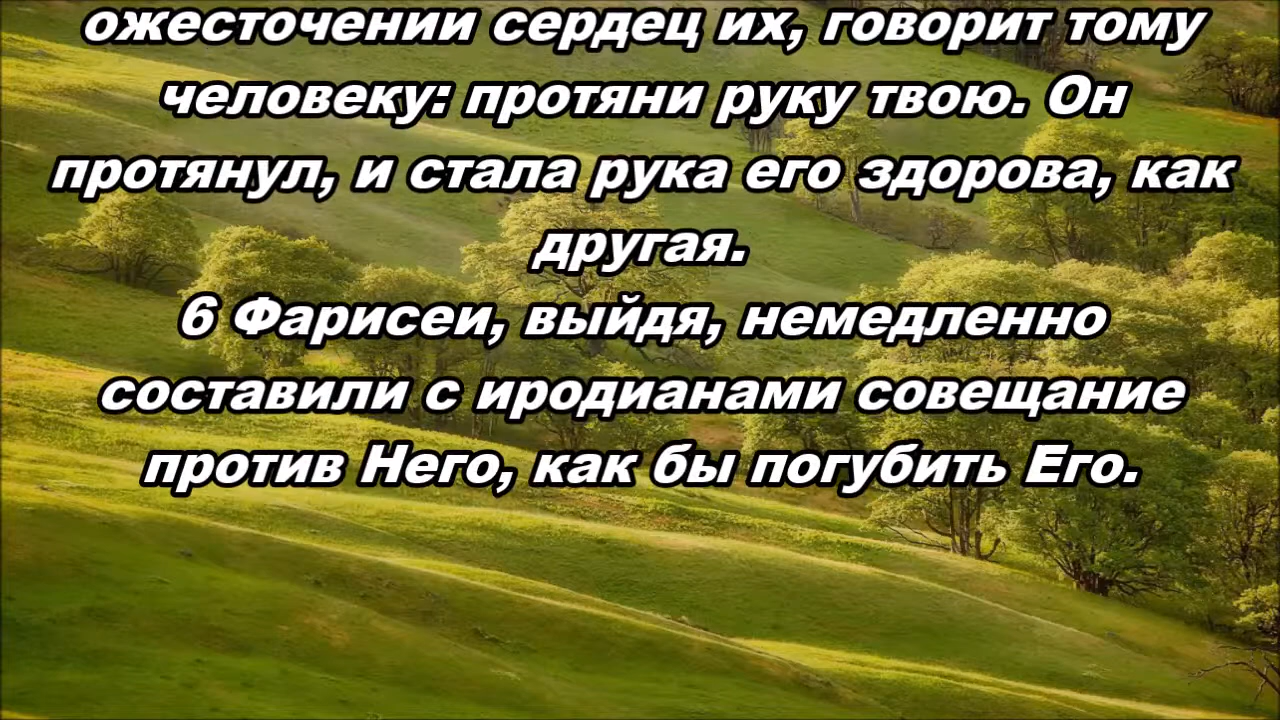 ожесточении сердец их, говорит тому
человеку: протяни руку твою. Он
протянул, и стала рука его здорова, как
другая.
6 Фарисеи, выйдя, немедленно
составили с иродианами совещание
против Него, как бы погубить Его.